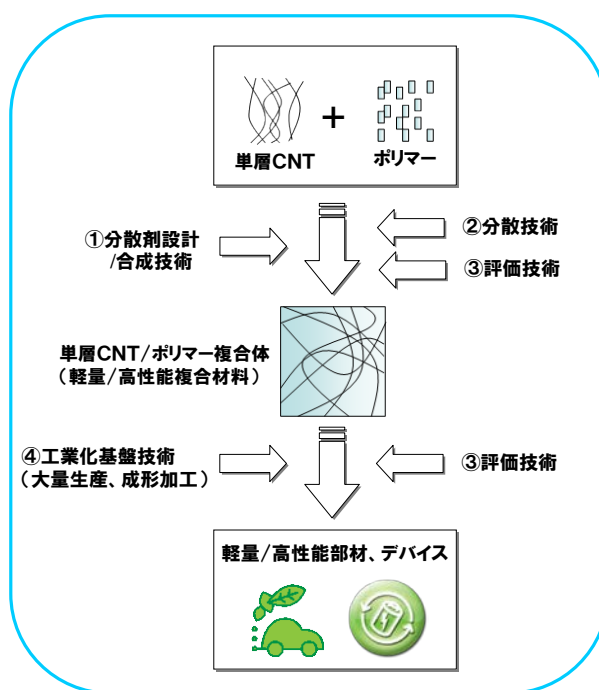 +
単層CNT
ポリマー
①分散剤設計
/合成技術
②分散技術
③評価技術
単層CNT/ポリマー複合体
(軽量/高性能複合材料)
④工業化基盤技術
(大量生産、成形加工)
③評価技術
軽量/高性能部材、デバイス